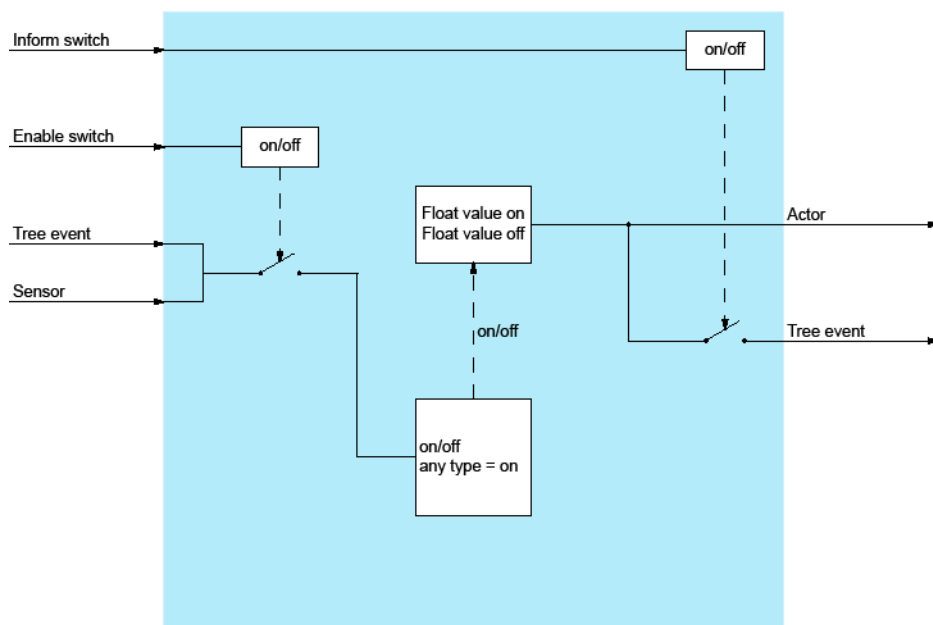 Inform switch
on/off
Enable switch
on/off
Float value on
Float value off
Actor
Tree event
Sensor
on/off
Tree event
on/off
any type = on